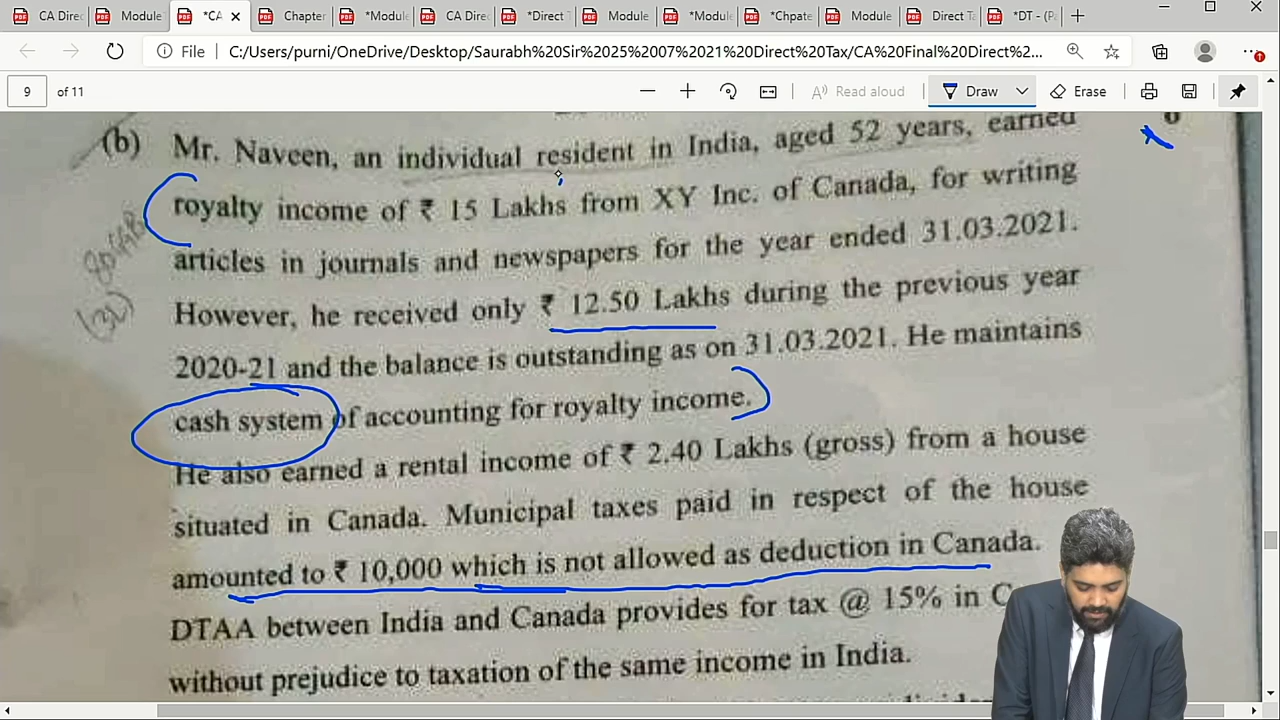 CA Direc
Module
*CA
Chapter
*Module
CA Direc
*Direct T
Module
*Module
*Chpate
Module
Direct Ta
*DT - (Pa
File
C:/Users/purni/OneDrive/Desktop/Saurabh%20Sir%2025%2007%2021%20Direct%20Tax/CA%20Final%20Direct%2...
9
of 11
Read aloud
Draw
Erase
(b) Mr. Naveen, an individual resident in India, aged 52 years, earned
royalty income of ₹ 15 Lakhs from XY Inc. of Canada, for writing
articles in journals and newspapers for the year ended 31.03.2021.
However, he received only ₹ 12.50 Lakhs during the previous year
2020-21 and the balance is outstanding as on 31.03.2021. He maintains
cash system of accounting for royalty income.
He also earned a rental income of ₹ 2.40 Lakhs (gross) from a house
situated in Canada. Municipal taxes paid in respect of the house
amounted to ₹ 10,000 which is not allowed as deduction in Canada.
DTAA between India and Canada provides for tax @ 15% in C
without prejudice to taxation of the same income in India.